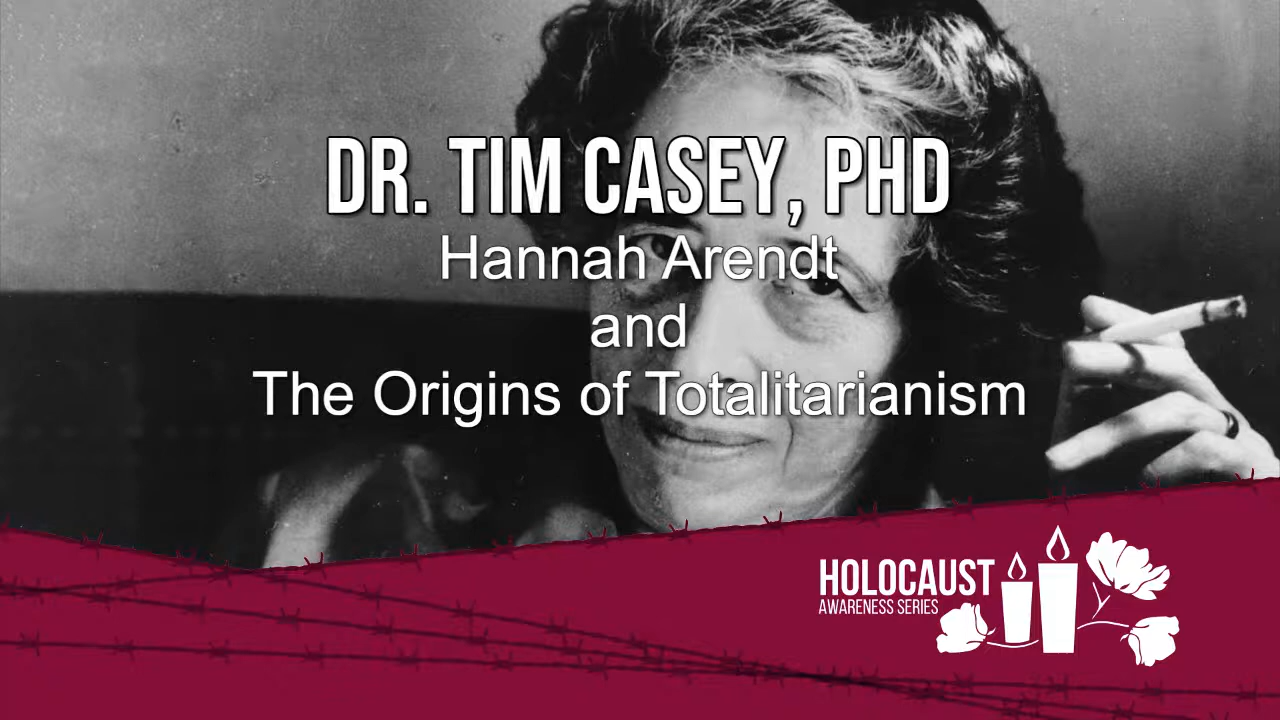 DR. TIM CASEY, PHD
Hannah Arendt
and
The Origins of Totalitarianism
HOLOCAUST
AWARENESS SERIES